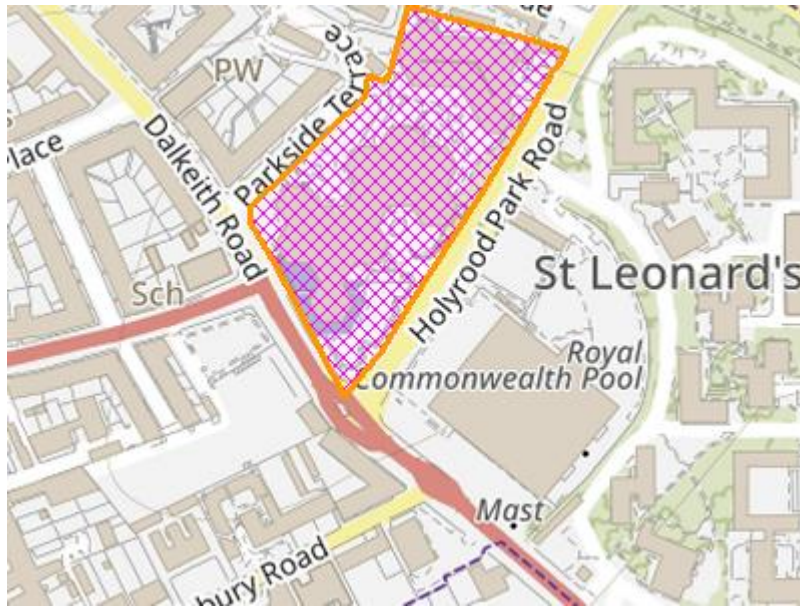 PW
Parkside Terrace
Place
Dalkeith Road
Holyrood Park Road
Sch
St Leonard's
Royal
Commonwealth Pool
Mast
bury Road